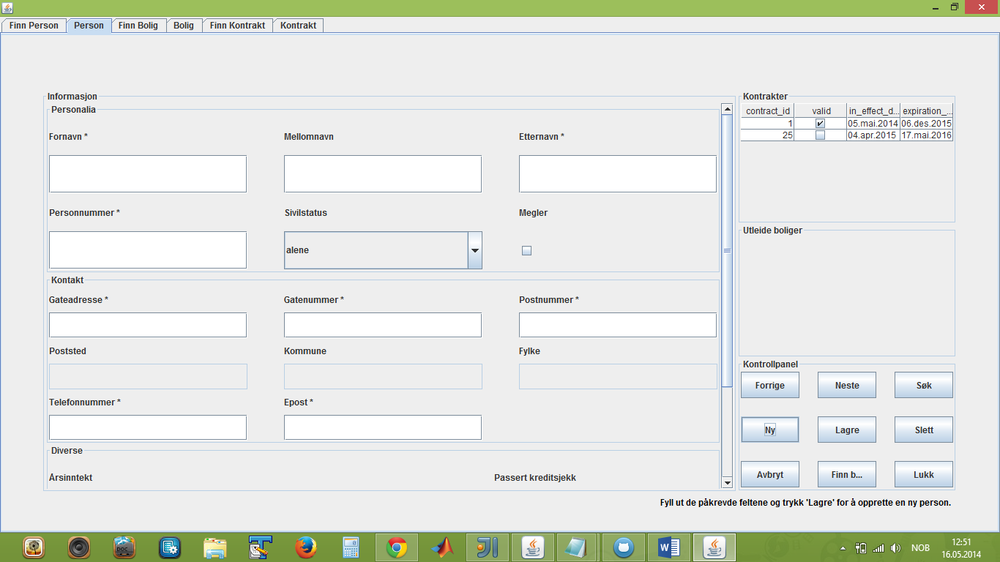 Finn Person Person Finn Bolig Bolig Finn Kontrakt Kontrakt
Informasjon
Personalia
Fornavn * Mellomnavn Etternavn *
Personnummer * Sivilstatus Megler
alene
Kontakt
Gateadresse * Gatenummer * Postnummer *
Poststed Kommune Fylke
Telefonnummer * Epost *
Diverse
Årsinntekt Passert kreditsjekk
Kontrakter
contract_id valid in_effect_d... expiration_...
1 05.mai.2014 06.des.2015
25 04.apr.2015 17.mai.2016
Utleide boliger
Kontrollpanel
Forrige Neste Søk
Ny Lagre Slett
Avbryt Finn b... Lukk
Fyll ut de påkrevde feltene og trykk 'Lagre' for å opprette en ny person.
DOC
NOB
12:51
16.05.2014